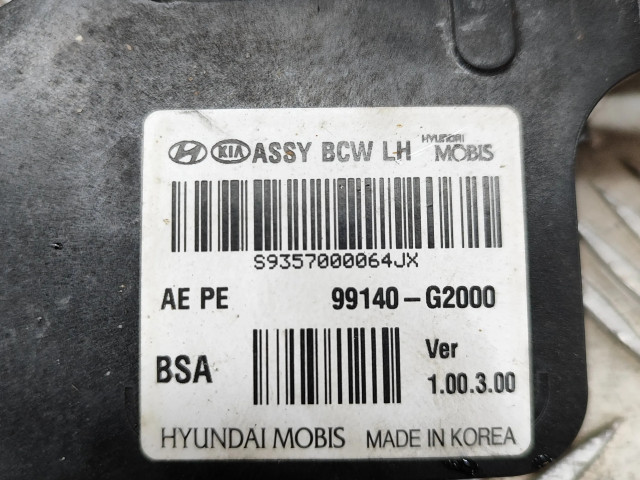 KIA ASSY BCW LH HYUNDAI MOBIS
S9357000064JX
AE PE 99140-G2000
BSA Ver 1.00.3.00
HYUNDAI MOBIS MADE IN KOREA